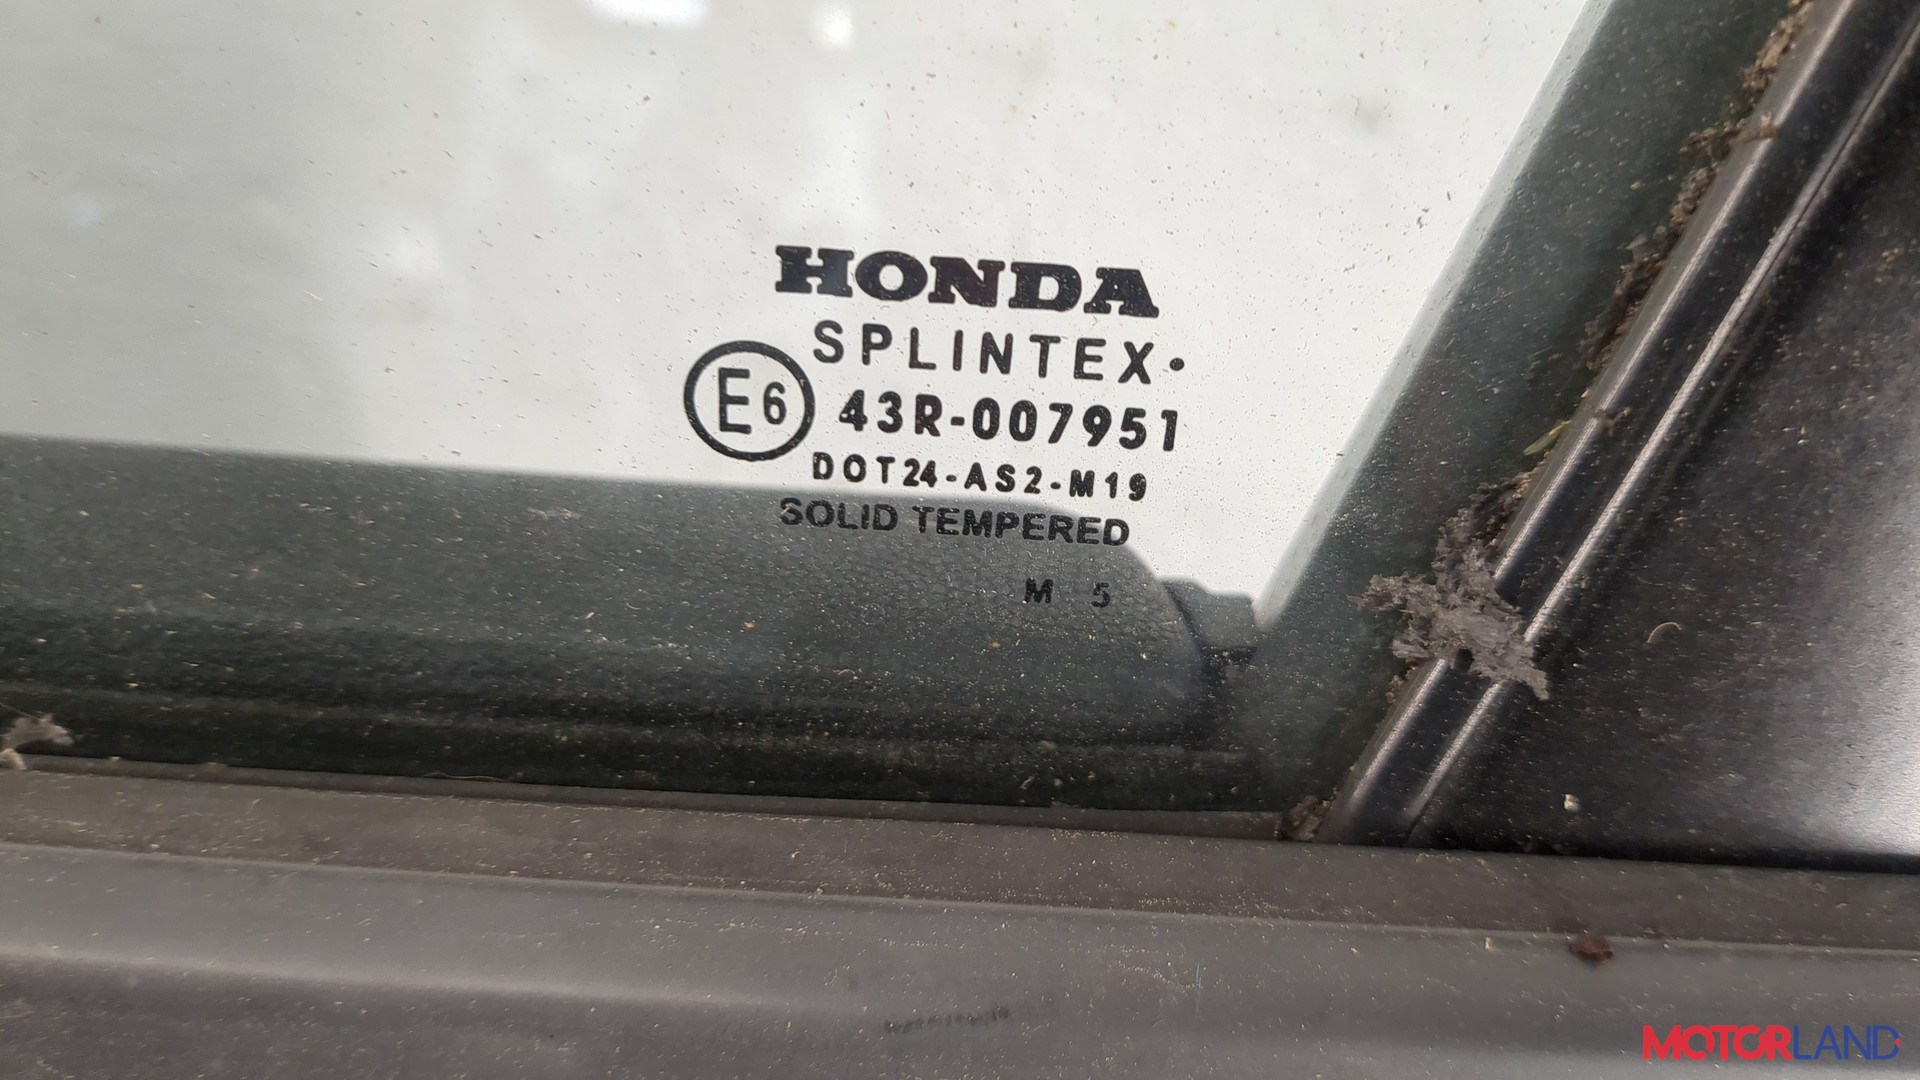 HONDA
SPLINTEX·
E6 43R-007951
DOT24-AS2-M19
SOLID TEMPERED
M 5
MOTORLAND